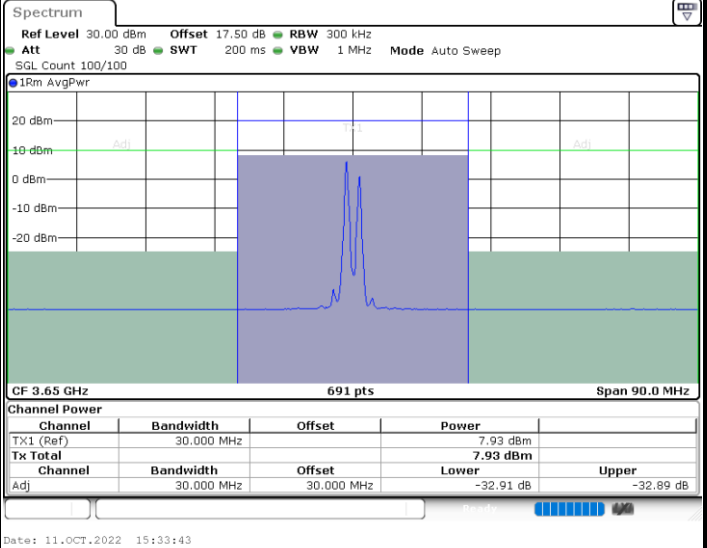 Spectrum
Ref Level 30.00 dBm Offset 17.50 dB RBW 300 kHz
Att 30 dB SWT 200 ms VBW 1 MHz Mode Auto Sweep
SGL Count 100/100
1Rm AvgPwr
20 dBm
TX1
Adj
Adj
10 dBm
0 dBm
-10 dBm
-20 dBm
CF 3.65 GHz 691 pts Span 90.0 MHz
Channel Power
Channel Bandwidth Offset Power
TX1 (Ref) 30.000 MHz 7.93 dBm
Tx Total 7.93 dBm
Channel Bandwidth Offset Lower Upper
Adj 30.000 MHz 30.000 MHz -32.91 dB -32.89 dB
Ready
Date: 11.OCT.2022 15:33:43